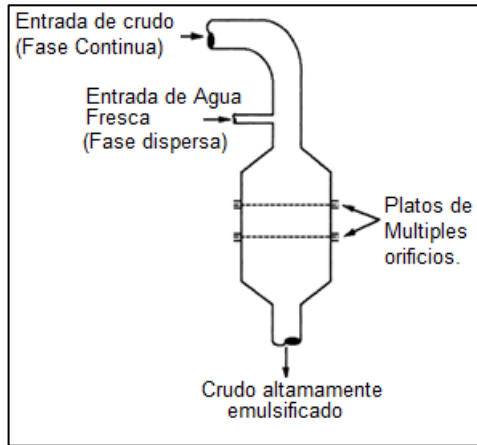 Entrada de crudo
(Fase Continua)
Entrada de Agua
Fresca
(Fase dispersa)
Platos de
Multiples
orificios.
Crudo altamamente
emulsificado